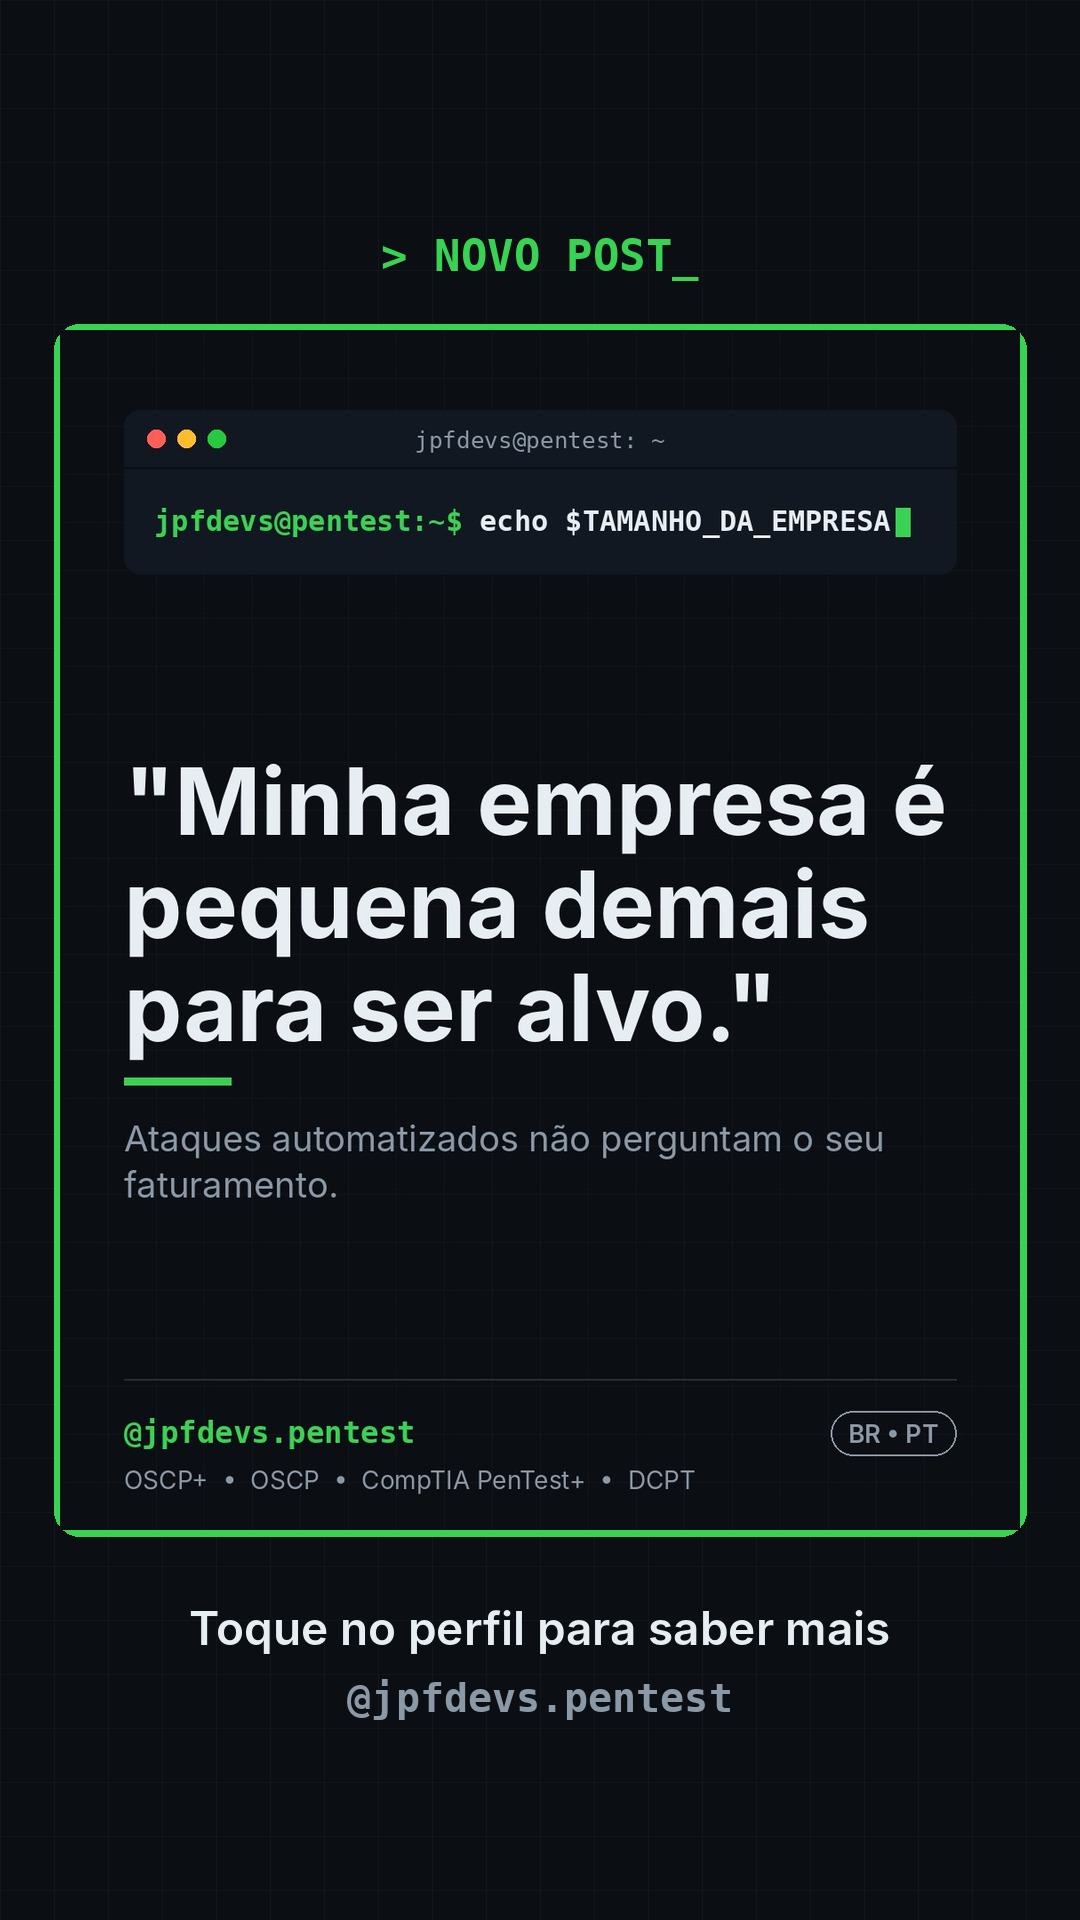 > NOVO POST_
jpfdevs@pentest: ~
jpfdevs@pentest:~$ echo $TAMANHO_DA_EMPRESA
"Minha empresa é
pequena demais
para ser alvo."
Ataques automatizados não perguntam o seu
faturamento.
@jpfdevs.pentest
BR • PT
OSCP+ • OSCP • CompTIA PenTest+ • DCPT
Toque no perfil para saber mais
@jpfdevs.pentest